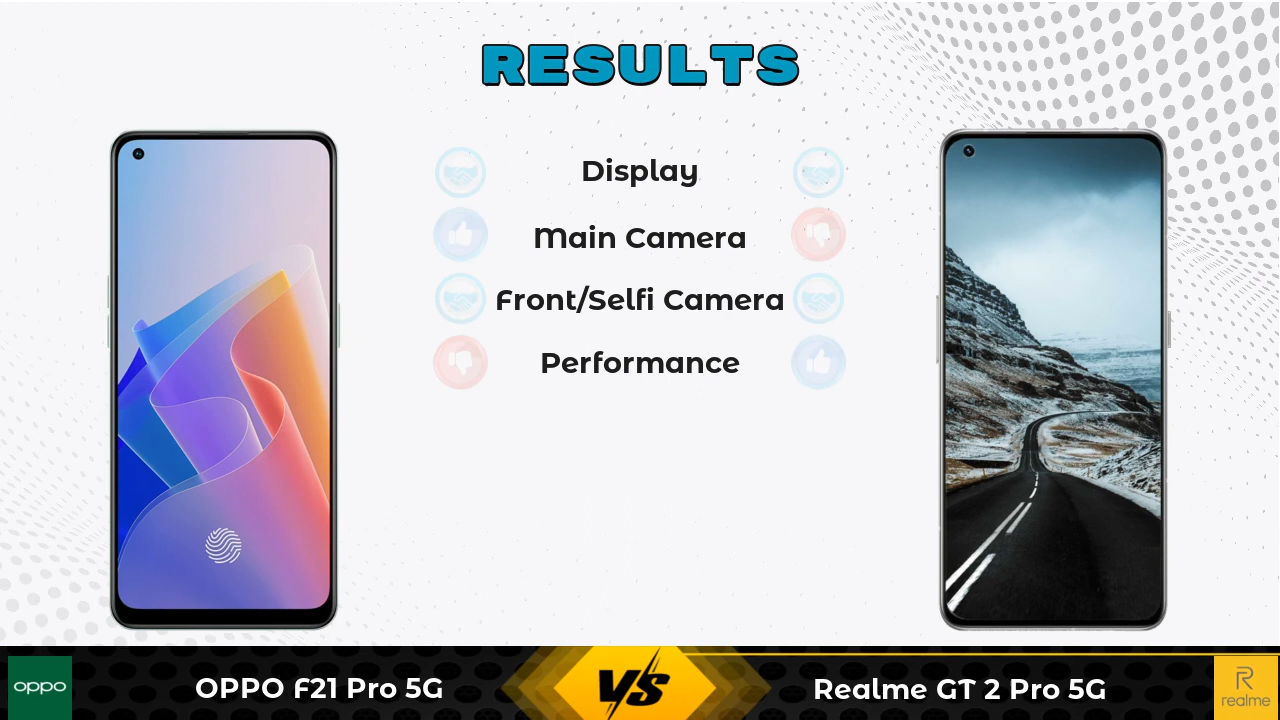 RESULTS
Display
Main Camera
Front/Selfi Camera
Performance
oppo
OPPO F21 Pro 5G
VS
Realme GT 2 Pro 5G
R
realme